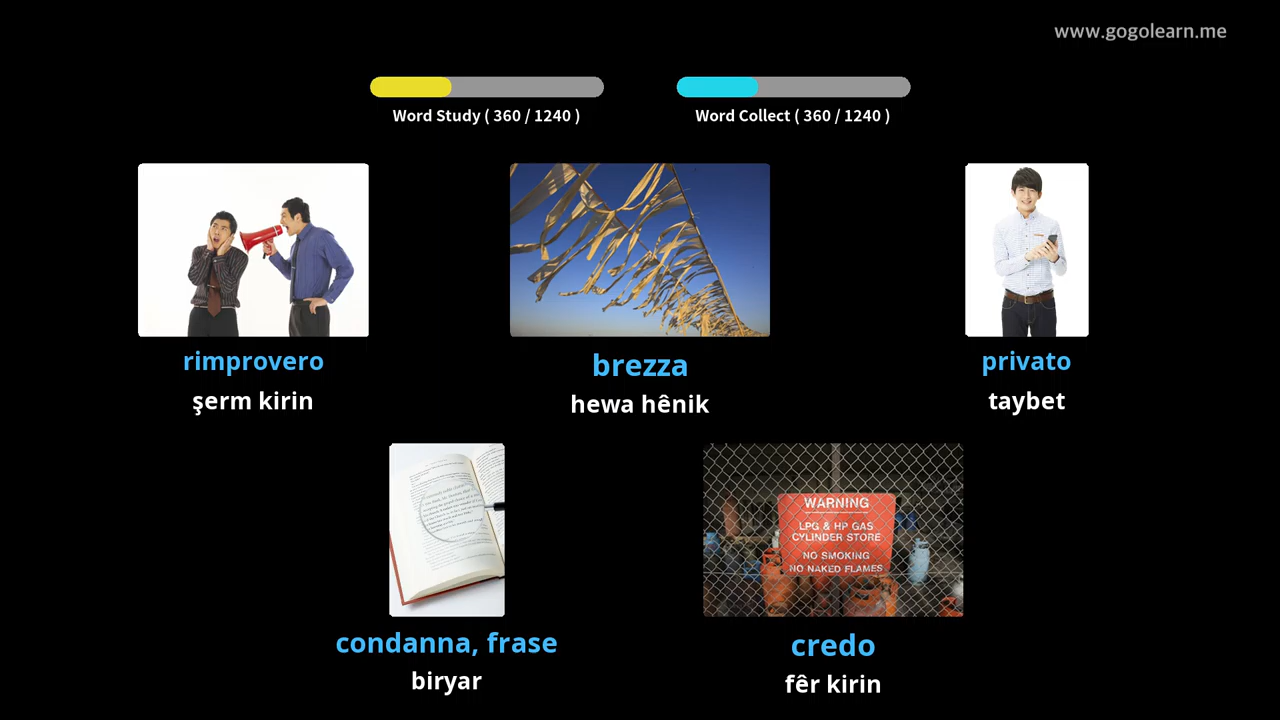 www.gogolearn.me
Word Study ( 360 / 1240 )
Word Collect ( 360 / 1240 )
rimprovero
şerm kirin
brezza
hewa hênik
privato
taybet
WARNING
LPG & HP GAS
CYLINDER STORE
NO SMOKING
NO NAKED FLAMES
condanna, frase
biryar
credo
fêr kirin